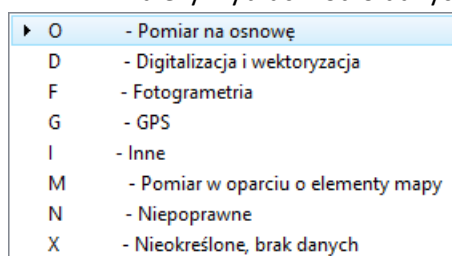 O - Pomiar na osnowę
D - Digitalizacja i wektoryzacja
F - Fotogrametria
G - GPS
I - Inne
M - Pomiar w oparciu o elementy mapy
N - Niepoprawne
X - Nieokreślone, brak danych